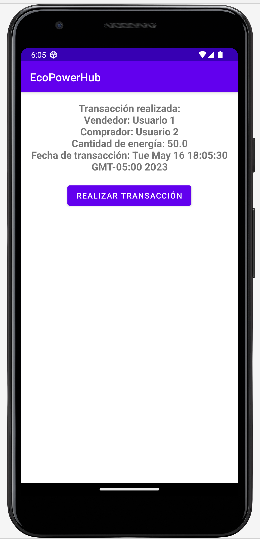 6:05
EcoPowerHub
Transacción realizada:
Vendedor: Usuario 1
Comprador: Usuario 2
Cantidad de energía: 50.0
Fecha de transacción: Tue May 16 18:05:30
GMT-05:00 2023
REALIZAR TRANSACCIÓN